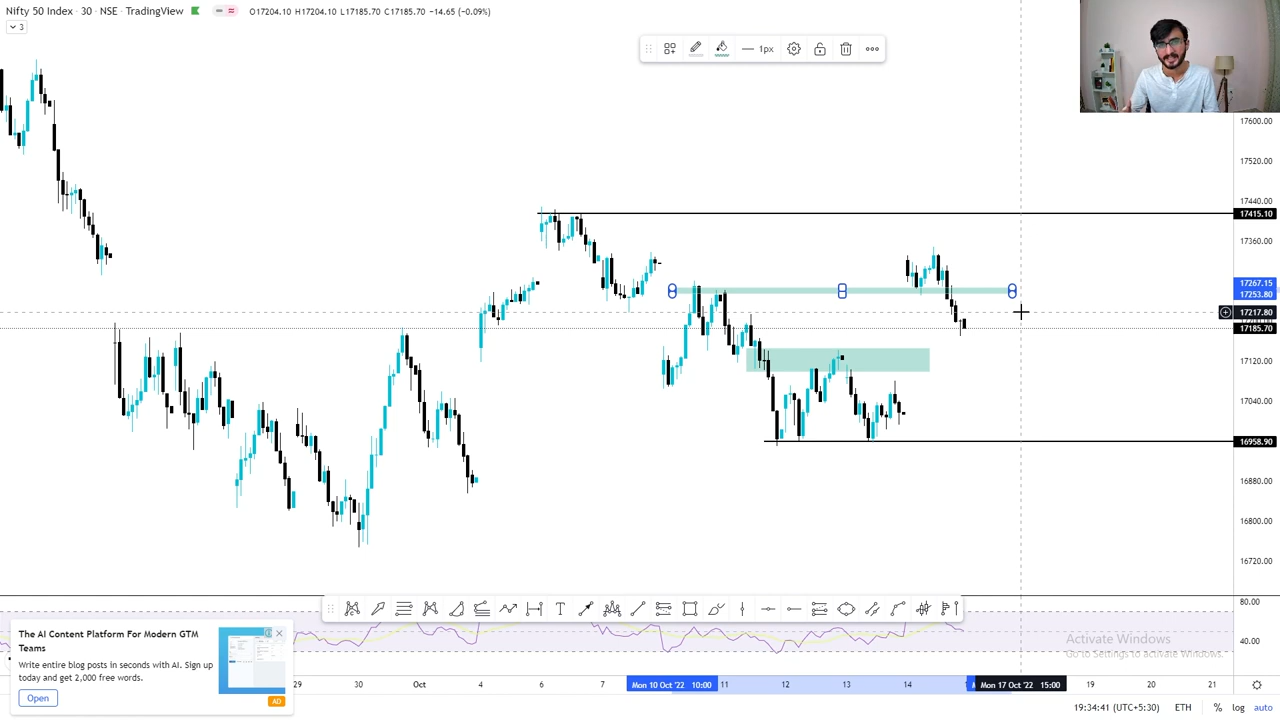 Nifty 50 Index · 30 · NSE · TradingView
O17204.10 H17204.10 L17185.70 C17185.70 −14.65 (−0.09%)
3
1px
17600.00
17520.00
17440.00
17415.10
17360.00
17267.15
17253.80
17217.80
17185.70
17120.00
17040.00
16958.90
16880.00
16800.00
16720.00
80.00
40.00
T
The AI Content Platform For Modern GTM
Teams
Write entire blog posts in seconds with AI. Sign up
today and get 2,000 free words.
Open
AD
Activate Windows
Go to Settings to activate Windows.
29 30 Oct 4 6 7 Mon 10 Oct '22 10:00 11 12 13 14 Mon 17 Oct '22 15:00 19 20 21
19:34:41 (UTC+5:30) ETH % log auto